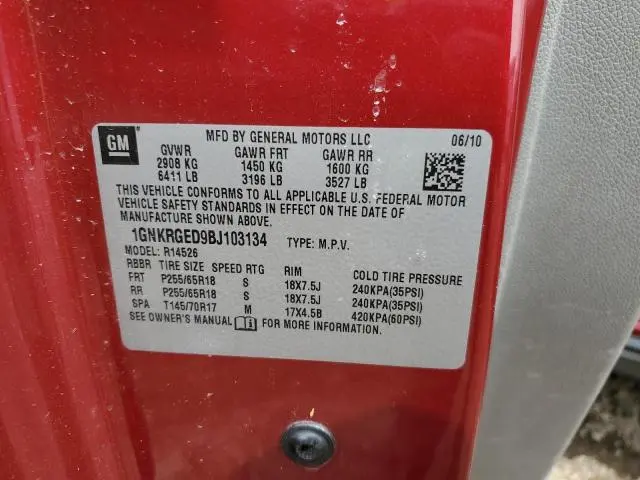 GM
MFD BY GENERAL MOTORS LLC 06/10
GVWR GAWR FRT GAWR RR
2908 KG 1450 KG 1600 KG
6411 LB 3196 LB 3527 LB
THIS VEHICLE CONFORMS TO ALL APPLICABLE U.S. FEDERAL MOTOR
VEHICLE SAFETY STANDARDS IN EFFECT ON THE DATE OF
MANUFACTURE SHOWN ABOVE.
1GNKRGED9BJ103134 TYPE: M.P.V.
MODEL: R14526
RBBR TIRE SIZE SPEED RTG RIM COLD TIRE PRESSURE
FRT P255/65R18 S 18X7.5J 240KPA(35PSI)
RR P255/65R18 S 18X7.5J 240KPA(35PSI)
SPA T145/70R17 M 17X4.5B 420KPA(60PSI)
SEE OWNER'S MANUAL FOR MORE INFORMATION.